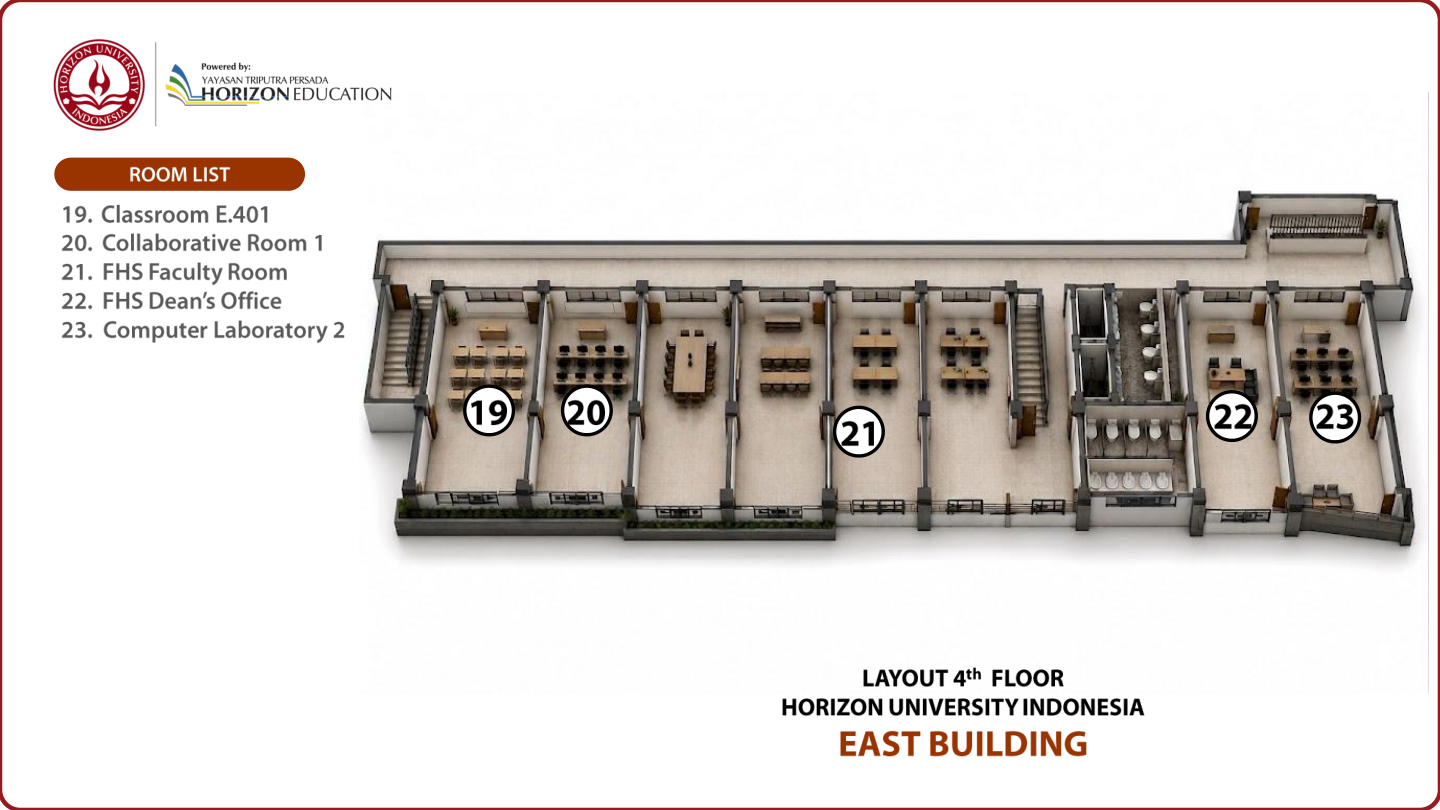 HORIZON UNIVERSITY
INDONESIA
Powered by:
YAYASAN TRIPUTRA PERSADA
HORIZON EDUCATION
ROOM LIST
19. Classroom E.401
20. Collaborative Room 1
21. FHS Faculty Room
22. FHS Dean’s Office
23. Computer Laboratory 2
19
20
21
22
23
LAYOUT 4th FLOOR
HORIZON UNIVERSITY INDONESIA
EAST BUILDING